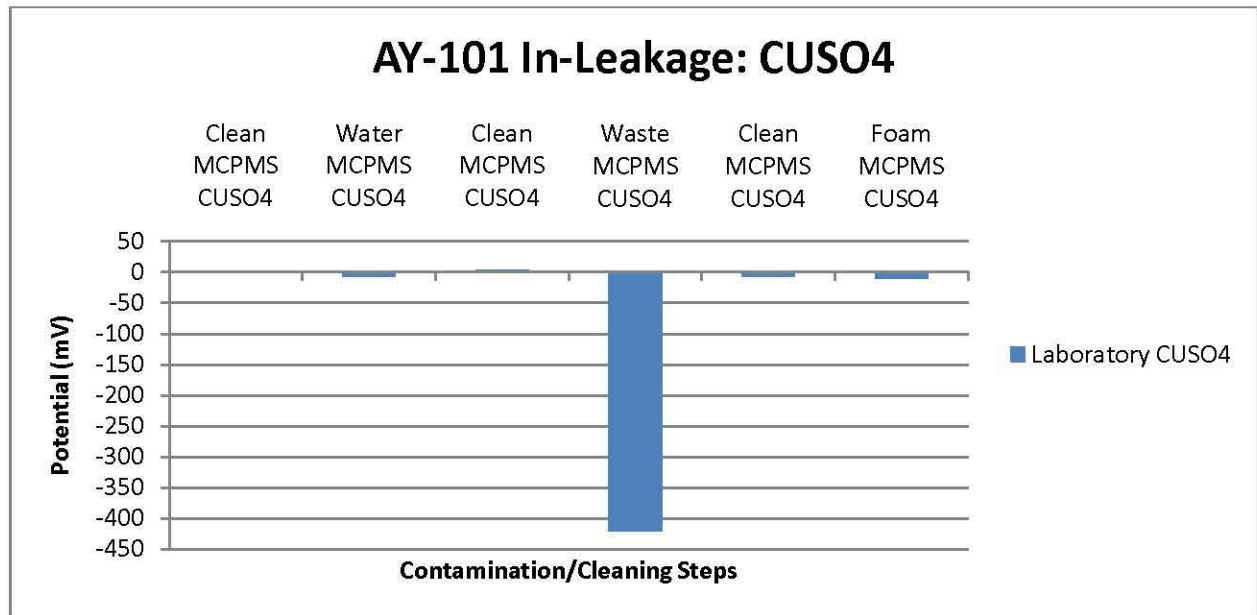 AY-101 In-Leakage: CUSO4
Clean MCPMS CUSO4
Water MCPMS CUSO4
Clean MCPMS CUSO4
Waste MCPMS CUSO4
Clean MCPMS CUSO4
Foam MCPMS CUSO4
50
0
-50
-100
-150
-200
-250
-300
-350
-400
-450
Potential (mV)
Laboratory CUSO4
Contamination/Cleaning Steps